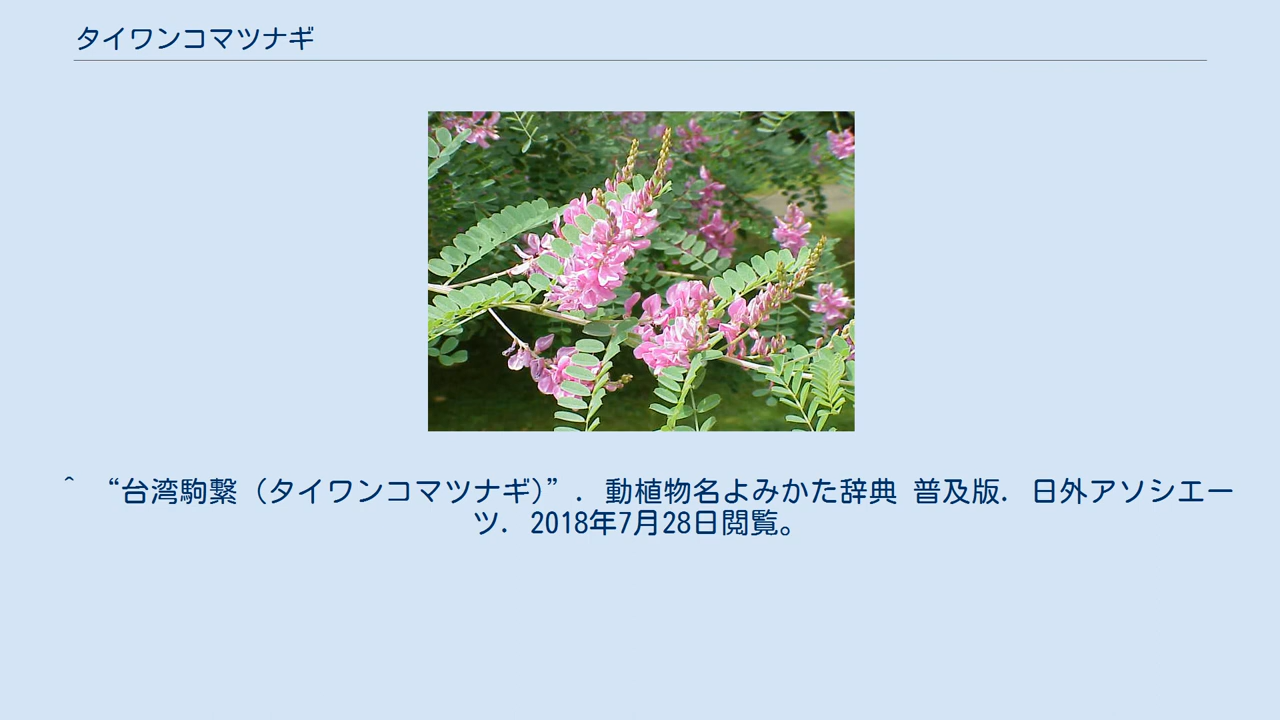 タイワンコマツナギ
^ “台湾駒繋（タイワンコマツナギ）”. 動植物名よみかた辞典 普及版. 日外アソシエー
ツ. 2018年7月28日閲覧。